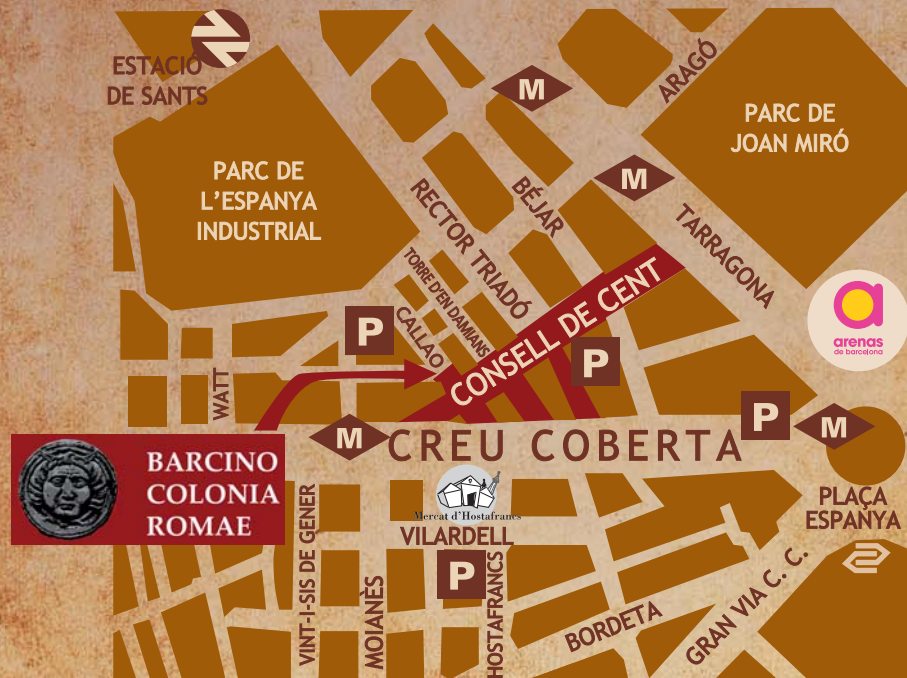 ESTACIÓ
DE SANTS
M
ARAGÓ
PARC DE
JOAN MIRÓ
PARC DE
L'ESPANYA
INDUSTRIAL
M
RECTOR TRIADÓ
BÉJAR
TARRAGONA
TORRE D'EN DAMIANS
CALLAO
CONSELL DE CENT
a
arenas
de barcelona
P
P
WATT
P
M
M
CREU COBERTA
BARCINO
COLONIA
ROMAE
Mercat d'Hostafrancs
VILARDELL
PLAÇA
ESPANYA
P
VINT-I-SIS DE GENER
MOIANÈS
HOSTAFRANCS
BORDETA
GRAN VIA C. C.